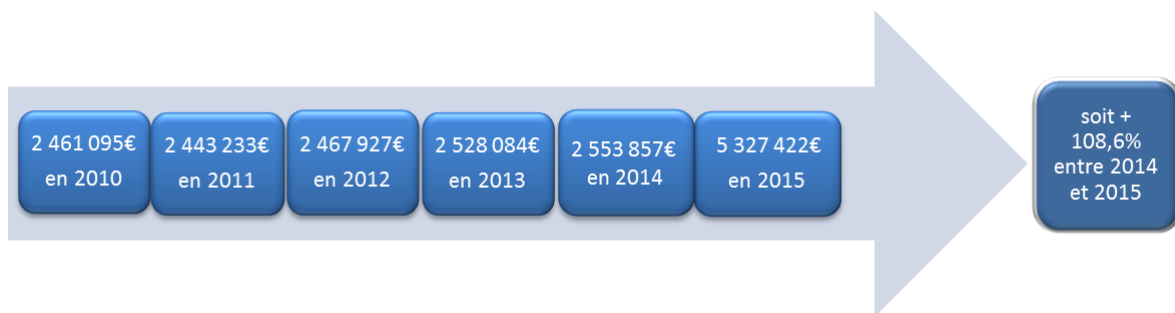 2 461 095€
en 2010
2 443 233€
en 2011
2 467 927€
en 2012
2 528 084€
en 2013
2 553 857€
en 2014
5 327 422€
en 2015
soit +
108,6%
entre 2014
et 2015